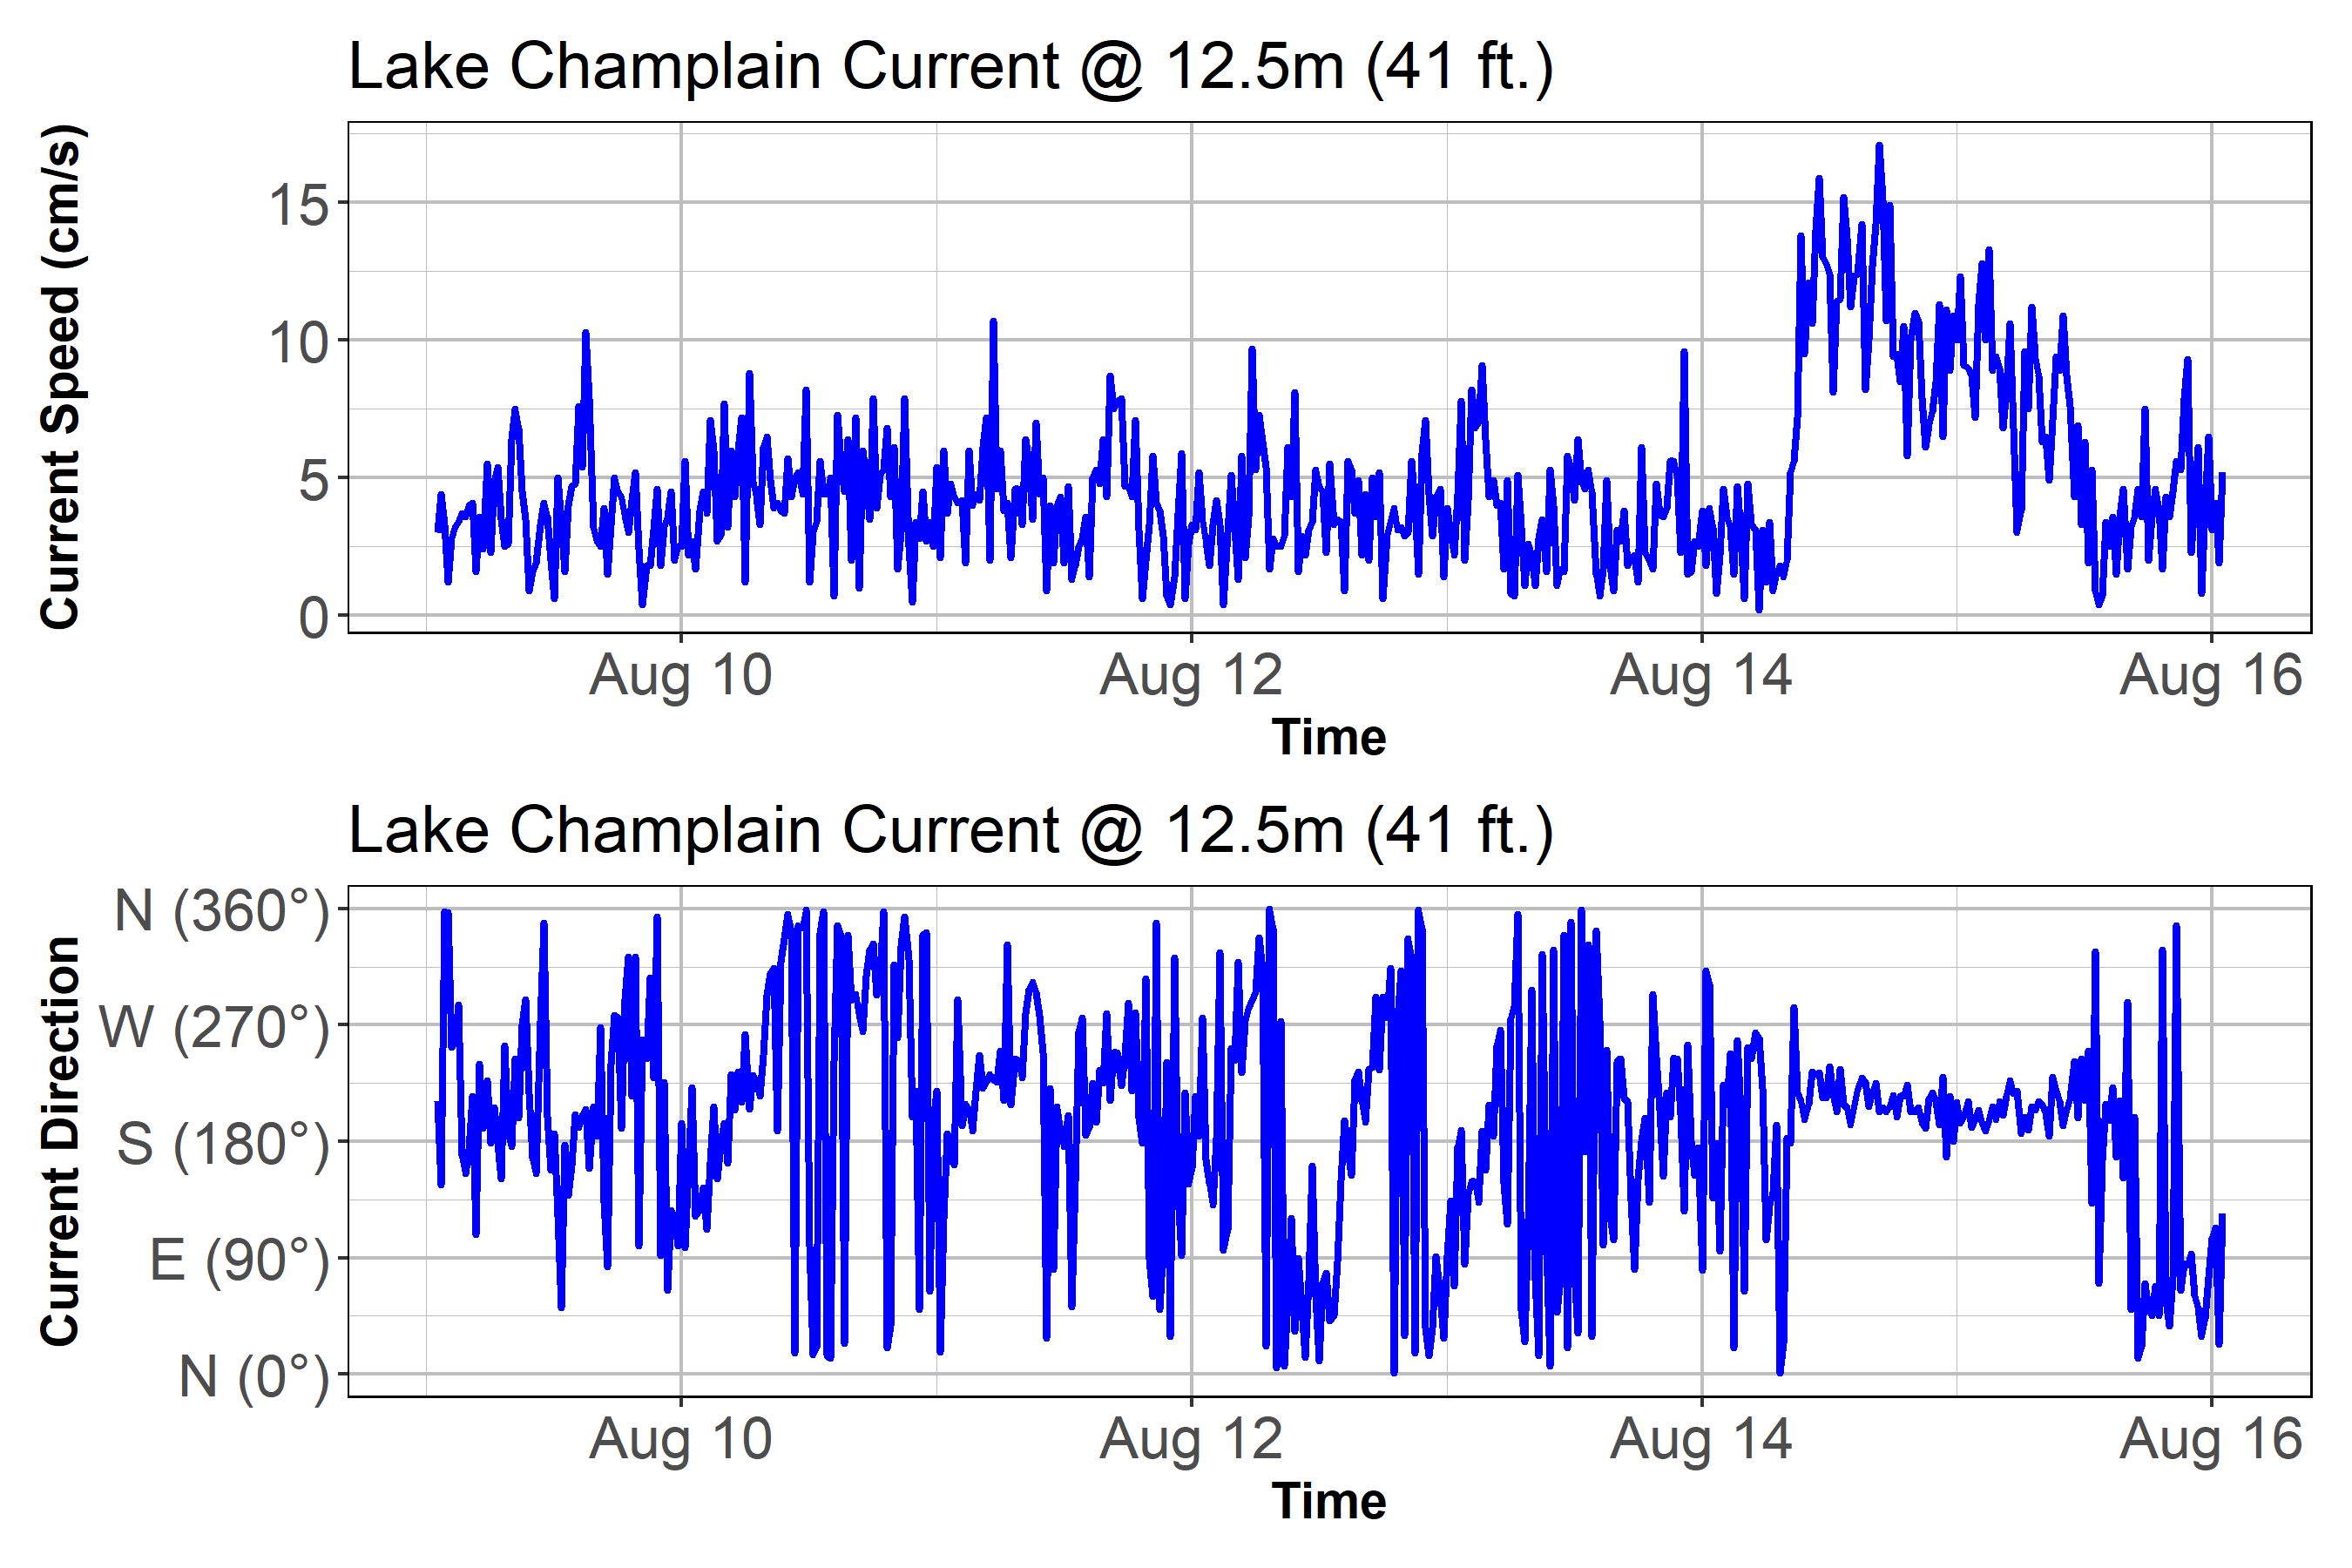 Lake Champlain Current @ 12.5m (41 ft.)
Current Speed (cm/s)
15
10
5
0
Aug 10 Aug 12 Aug 14 Aug 16
Time
Lake Champlain Current @ 12.5m (41 ft.)
Current Direction
N (360°)
W (270°)
S (180°)
E (90°)
N (0°)
Aug 10 Aug 12 Aug 14 Aug 16
Time